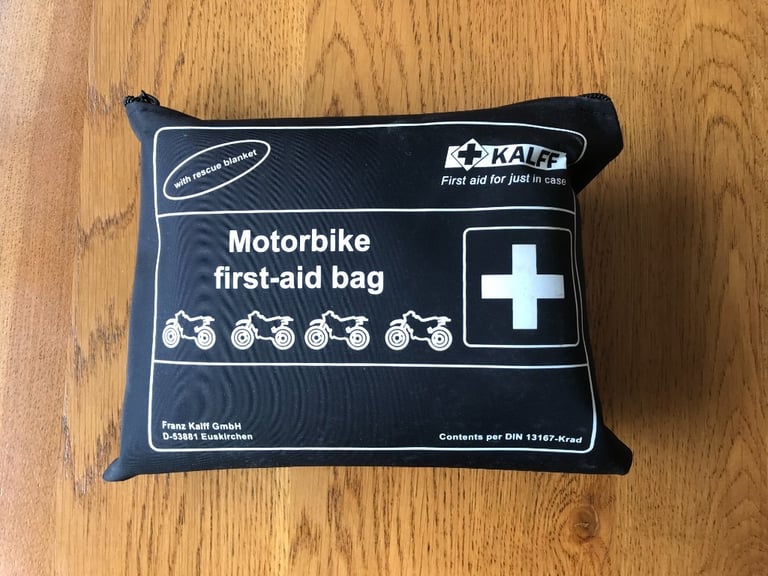 with rescue blanket
KALFF
First aid for just in case
Motorbike
first-aid bag
Franz Kalff GmbH
D-53881 Euskirchen
Contents per DIN 13167-Krad